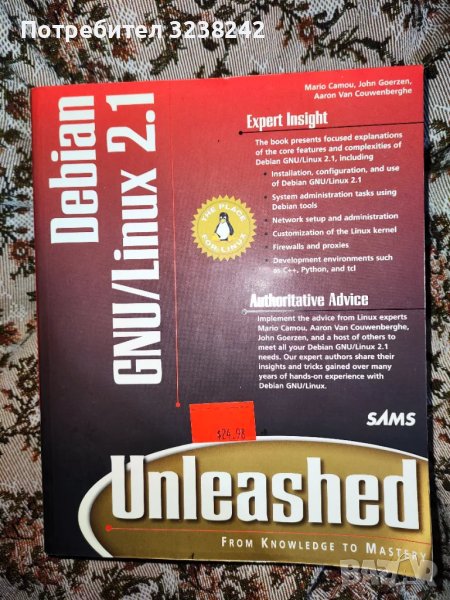 Потребител 3238242
Mario Camou, John Goerzen,
Aaron Van Couwenberghe
Debian
GNU/Linux 2.1
Expert Insight
The book presents focused explanations
of the core features and complexities of
Debian GNU/Linux 2.1, including
• Installation, configuration, and use
of Debian GNU/Linux 2.1
• System administration tasks using
Debian tools
• Network setup and administration
• Customization of the Linux kernel
• Firewalls and proxies
• Development environments such
as C++, Python, and tcl
THE PLACE
FOR LINUX
Authoritative Advice
Implement the advice from Linux experts
Mario Camou, Aaron Van Couwenberghe,
John Goerzen, and a host of others to
meet all your Debian GNU/Linux 2.1
needs. Our expert authors share their
insights and tricks gained over many
years of hands-on experience with
Debian GNU/Linux.
$24.98
SAMS
Unleashed
FROM KNOWLEDGE TO MASTERY